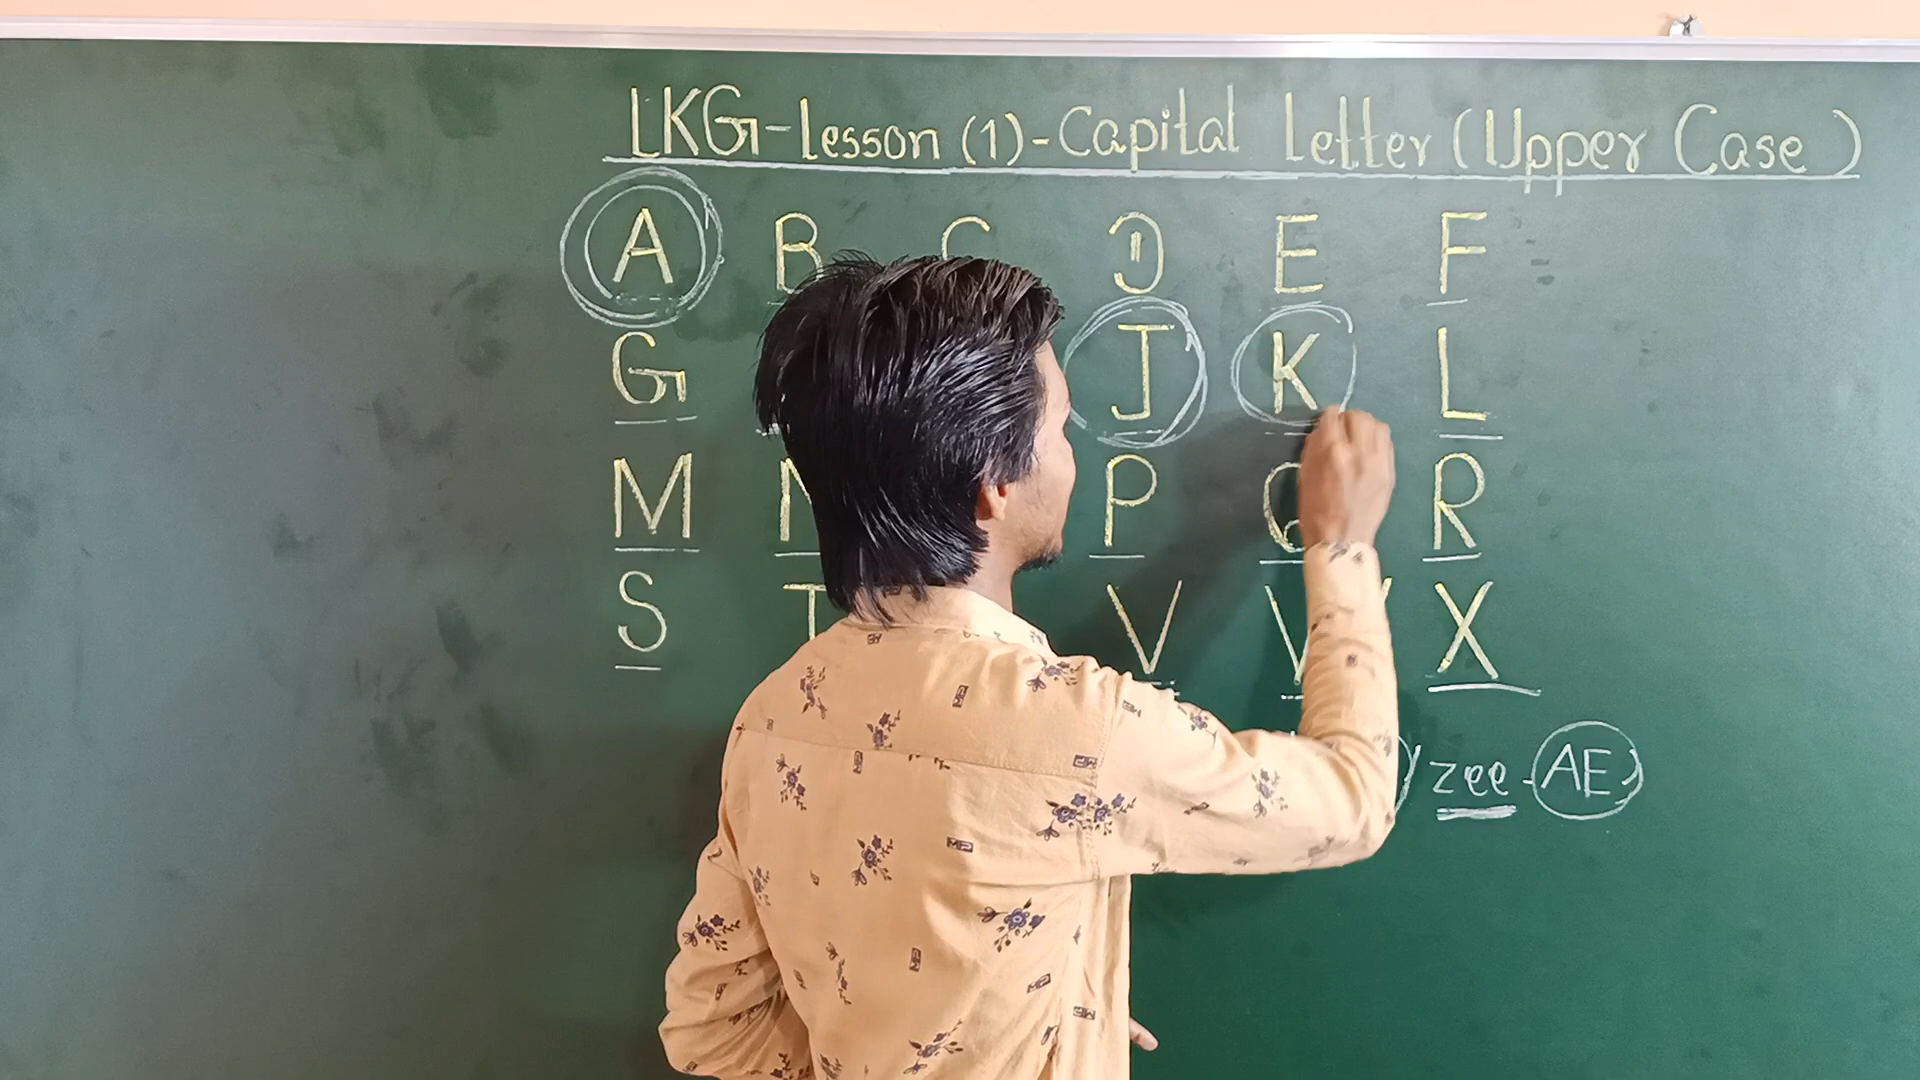 LKG-Lesson (1)-Capital Letter (Upper Case)
A B C D E F
G J K L
M N P Q R
S T V W X
zee - AE